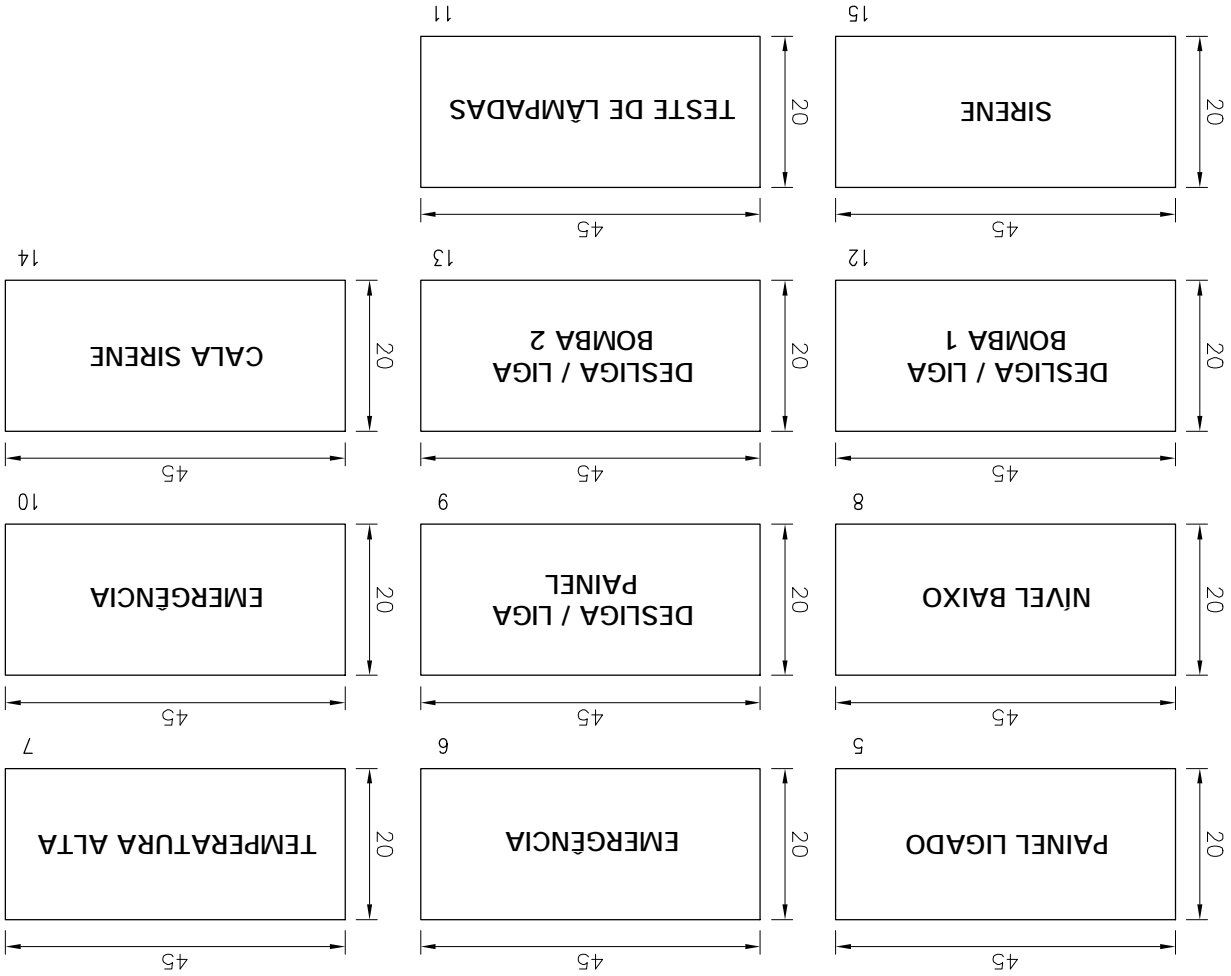 45
20
PAINEL LIGADO
5
45
20
EMERGÊNCIA
6
45
20
TEMPERATURA ALTA
7
45
20
NÍVEL BAIXO
8
45
20
DESLIGA / LIGA
PAINEL
9
45
20
EMERGÊNCIA
10
45
20
DESLIGA / LIGA
BOMBA 1
12
45
20
DESLIGA / LIGA
BOMBA 2
13
45
20
CALA SIRENE
14
45
20
SIRENE
15
45
20
TESTE DE LÂMPADAS
11